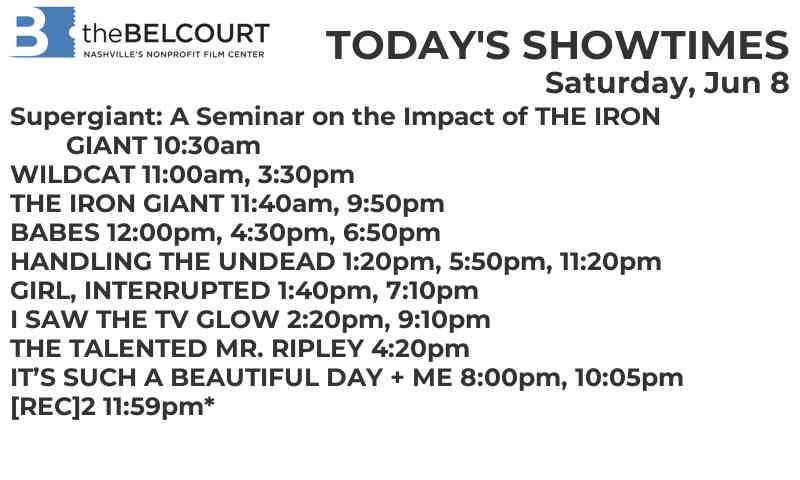 B theBELCOURT
NASHVILLE'S NONPROFIT FILM CENTER
TODAY'S SHOWTIMES
Saturday, Jun 8
Supergiant: A Seminar on the Impact of THE IRON
GIANT 10:30am
WILDCAT 11:00am, 3:30pm
THE IRON GIANT 11:40am, 9:50pm
BABES 12:00pm, 4:30pm, 6:50pm
HANDLING THE UNDEAD 1:20pm, 5:50pm, 11:20pm
GIRL, INTERRUPTED 1:40pm, 7:10pm
I SAW THE TV GLOW 2:20pm, 9:10pm
THE TALENTED MR. RIPLEY 4:20pm
IT’S SUCH A BEAUTIFUL DAY + ME 8:00pm, 10:05pm
[REC]2 11:59pm*